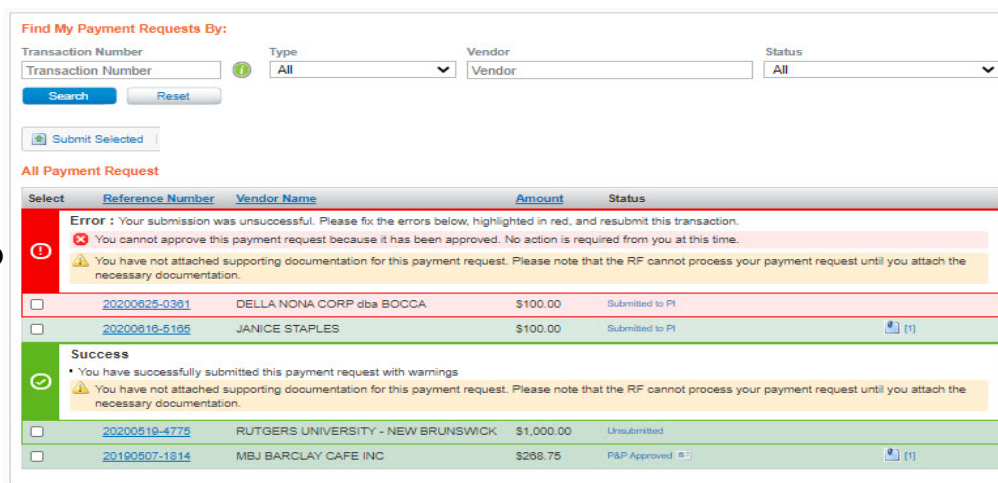 Find My Payment Requests By:
Transaction Number Type Vendor Status
Transaction Number All Vendor All
Search Reset
Submit Selected
All Payment Request
Select Reference Number Vendor Name Amount Status
Error : Your submission was unsuccessful. Please fix the errors below, highlighted in red, and resubmit this transaction.
You cannot approve this payment request because it has been approved. No action is required from you at this time.
You have not attached supporting documentation for this payment request. Please note that the RF cannot process your payment request until you attach the
necessary documentation.
20200625-0361 DELLA NONA CORP dba BOCCA $100.00 Submitted to PI
20200616-5165 JANICE STAPLES $100.00 Submitted to PI [1]
Success
• You have successfully submitted this payment request with warnings
You have not attached supporting documentation for this payment request. Please note that the RF cannot process your payment request until you attach the
necessary documentation.
20200519-4775 RUTGERS UNIVERSITY - NEW BRUNSWICK $1,000.00 Unsubmitted
20190507-1814 MBJ BARCLAY CAFE INC $268.75 P&P Approved [1]